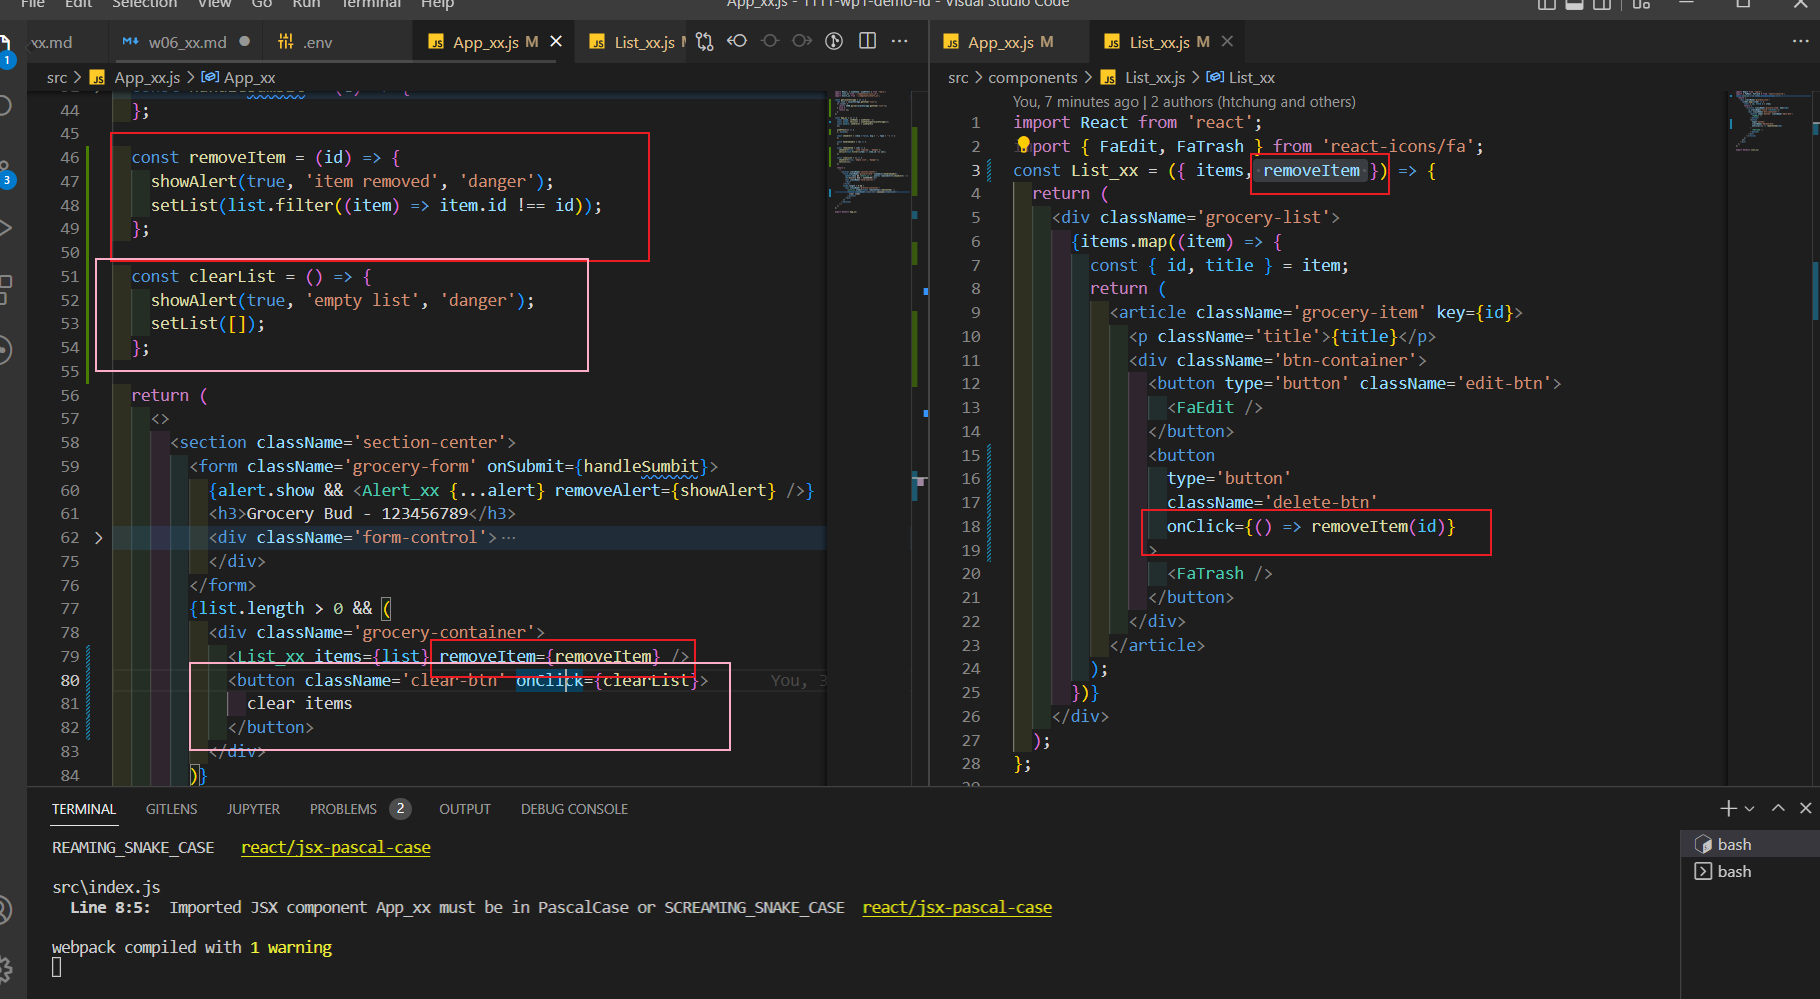 File Edit Selection View Go Run Terminal Help
App_xx.js - 1111-wp1-demo-id - Visual Studio Code
xx.md
w06_xx.md
.env
App_xx.js M
List_xx.js
App_xx.js M
List_xx.js M
src > App_xx.js > App_xx
src > components > List_xx.js > List_xx
1
3
44 };
45
46 const removeItem = (id) => {
47 showAlert(true, 'item removed', 'danger');
48 setList(list.filter((item) => item.id !== id));
49 };
50
51 const clearList = () => {
52 showAlert(true, 'empty list', 'danger');
53 setList([]);
54 };
55
56 return (
57 <>
58 <section className='section-center'>
59 <form className='grocery-form' onSubmit={handleSumbit}>
60 {alert.show && <Alert_xx {...alert} removeAlert={showAlert} />}
61 <h3>Grocery Bud - 123456789</h3>
62 <div className='form-control'>…
75 </div>
76 </form>
77 {list.length > 0 && (
78 <div className='grocery-container'>
79 <List_xx items={list} removeItem={removeItem} />
80 <button className='clear-btn' onClick={clearList}> You, 3
81 clear items
82 </button>
83 </div>
84 )}
You, 7 minutes ago | 2 authors (htchung and others)
1 import React from 'react';
2 import { FaEdit, FaTrash } from 'react-icons/fa';
3 const List_xx = ({ items, removeItem }) => {
4 return (
5 <div className='grocery-list'>
6 {items.map((item) => {
7 const { id, title } = item;
8 return (
9 <article className='grocery-item' key={id}>
10 <p className='title'>{title}</p>
11 <div className='btn-container'>
12 <button type='button' className='edit-btn'>
13 <FaEdit />
14 </button>
15 <button
16 type='button'
17 className='delete-btn'
18 onClick={() => removeItem(id)}
19 >
20 <FaTrash />
21 </button>
22 </div>
23 </article>
24 );
25 })}
26 </div>
27 );
28 };
TERMINAL GITLENS JUPYTER PROBLEMS 2 OUTPUT DEBUG CONSOLE
REAMING_SNAKE_CASE react/jsx-pascal-case
src\index.js
Line 8:5: Imported JSX component App_xx must be in PascalCase or SCREAMING_SNAKE_CASE react/jsx-pascal-case
webpack compiled with 1 warning
bash
bash